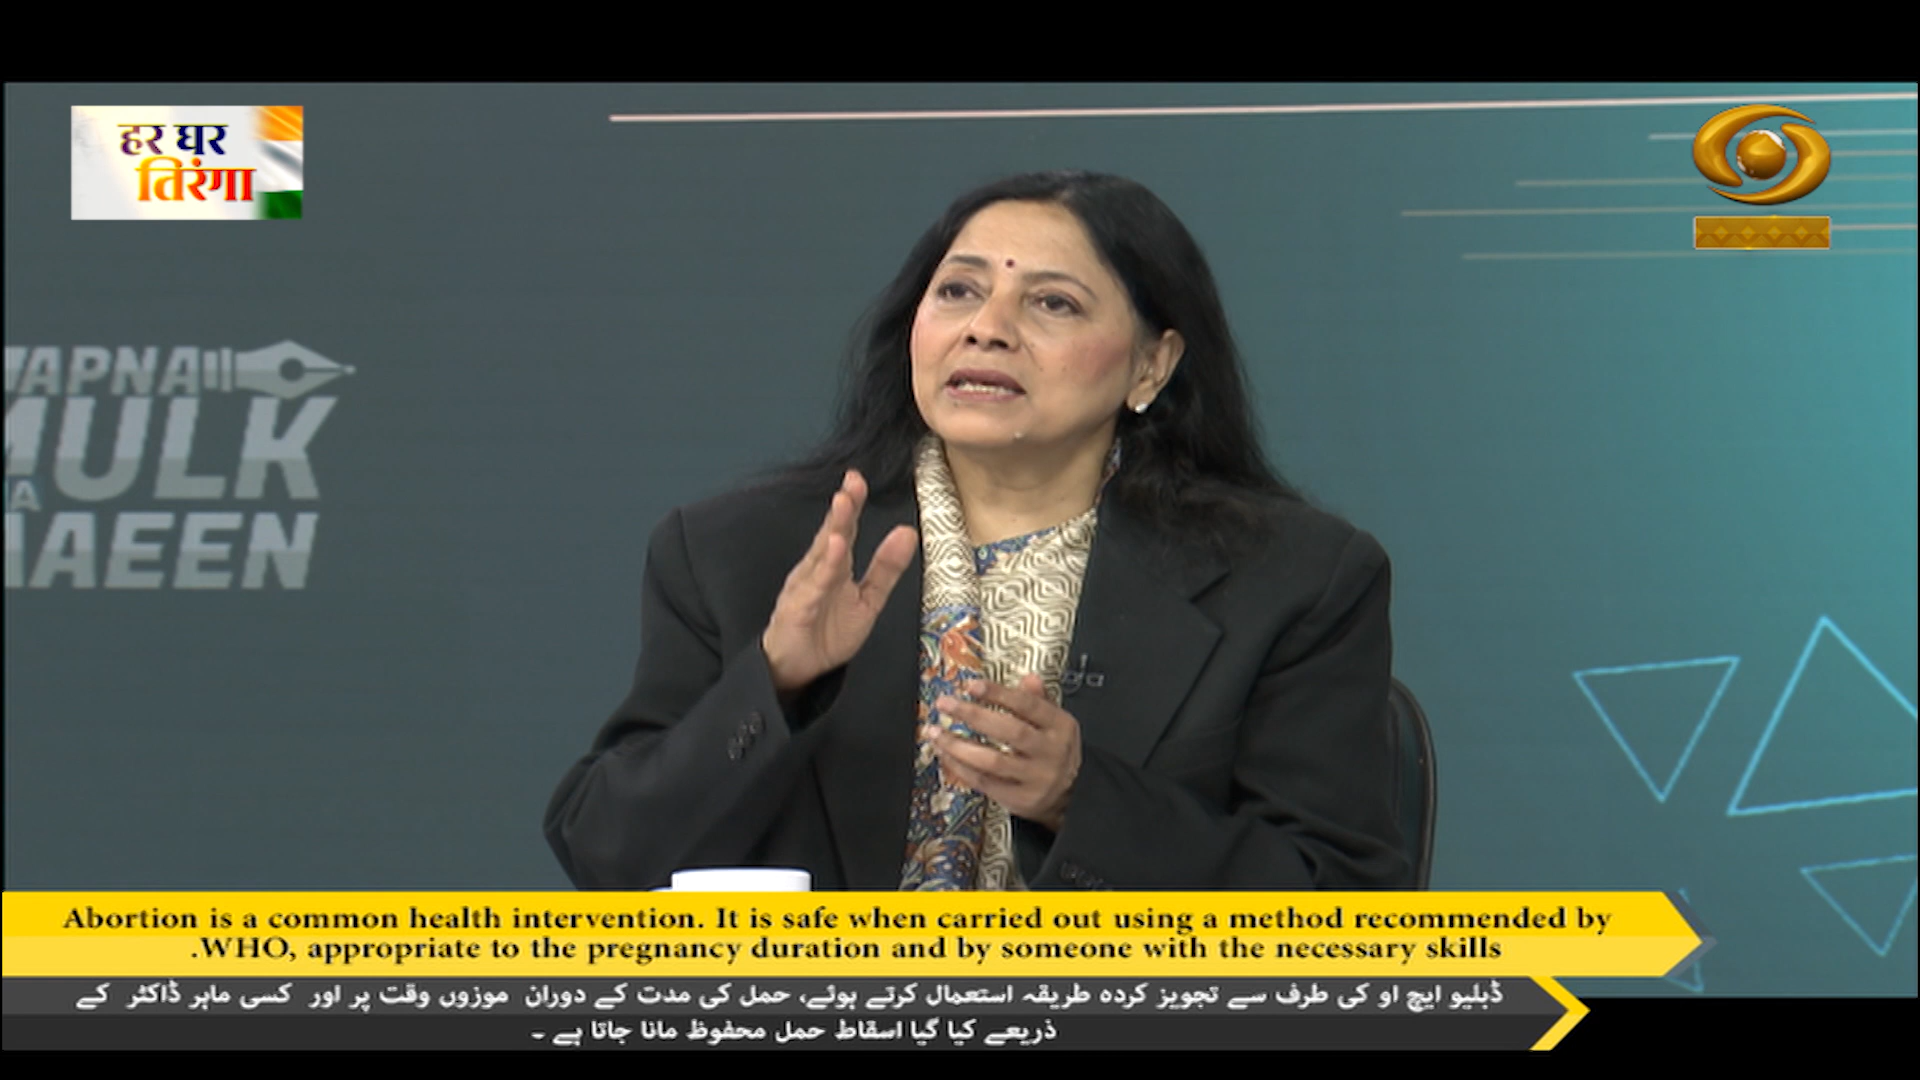 हर घर
तिरंगा
APNA
MULK
A
AAEEN
Abortion is a common health intervention. It is safe when carried out using a method recommended by
.WHO, appropriate to the pregnancy duration and by someone with the necessary skills
ڈبلیو ایچ او کی طرف سے تجویز کردہ طریقہ استعمال کرتے ہوئے، حمل کی مدت کے دوران موزوں وقت پر اور کسی ماہر ڈاکٹر کے
ذریعے کیا گیا اسقاط حمل محفوظ مانا جاتا ہے ۔